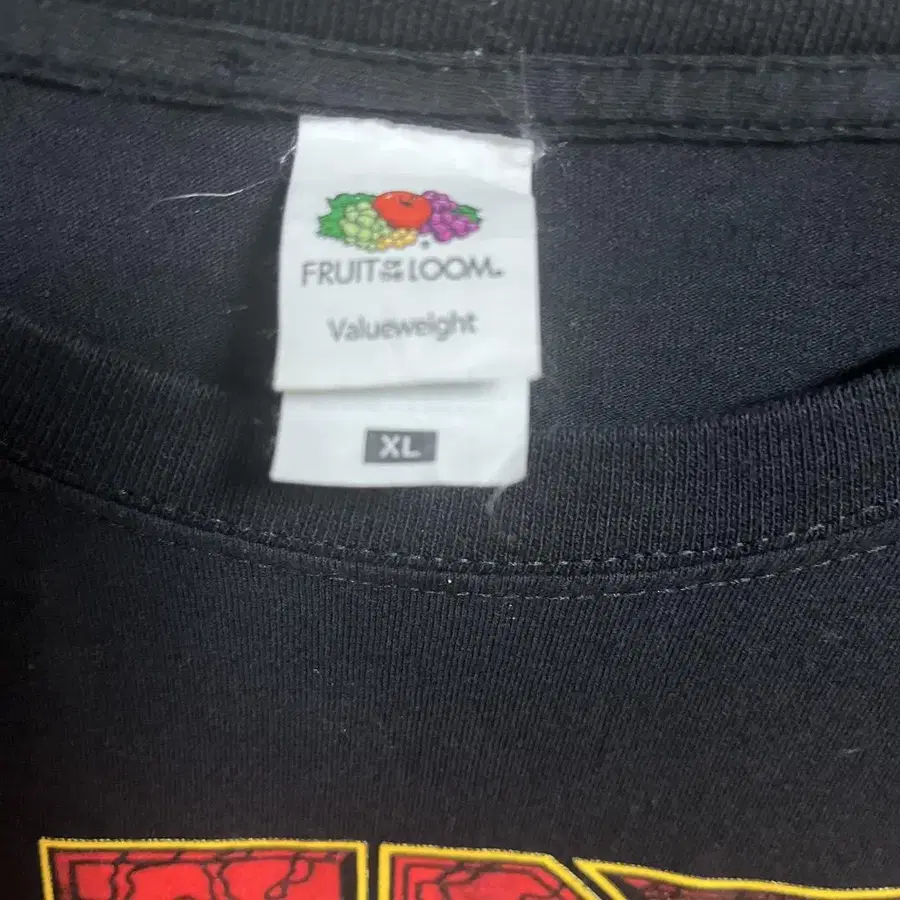 FRUIT OF THE LOOM.
Valueweight
XL